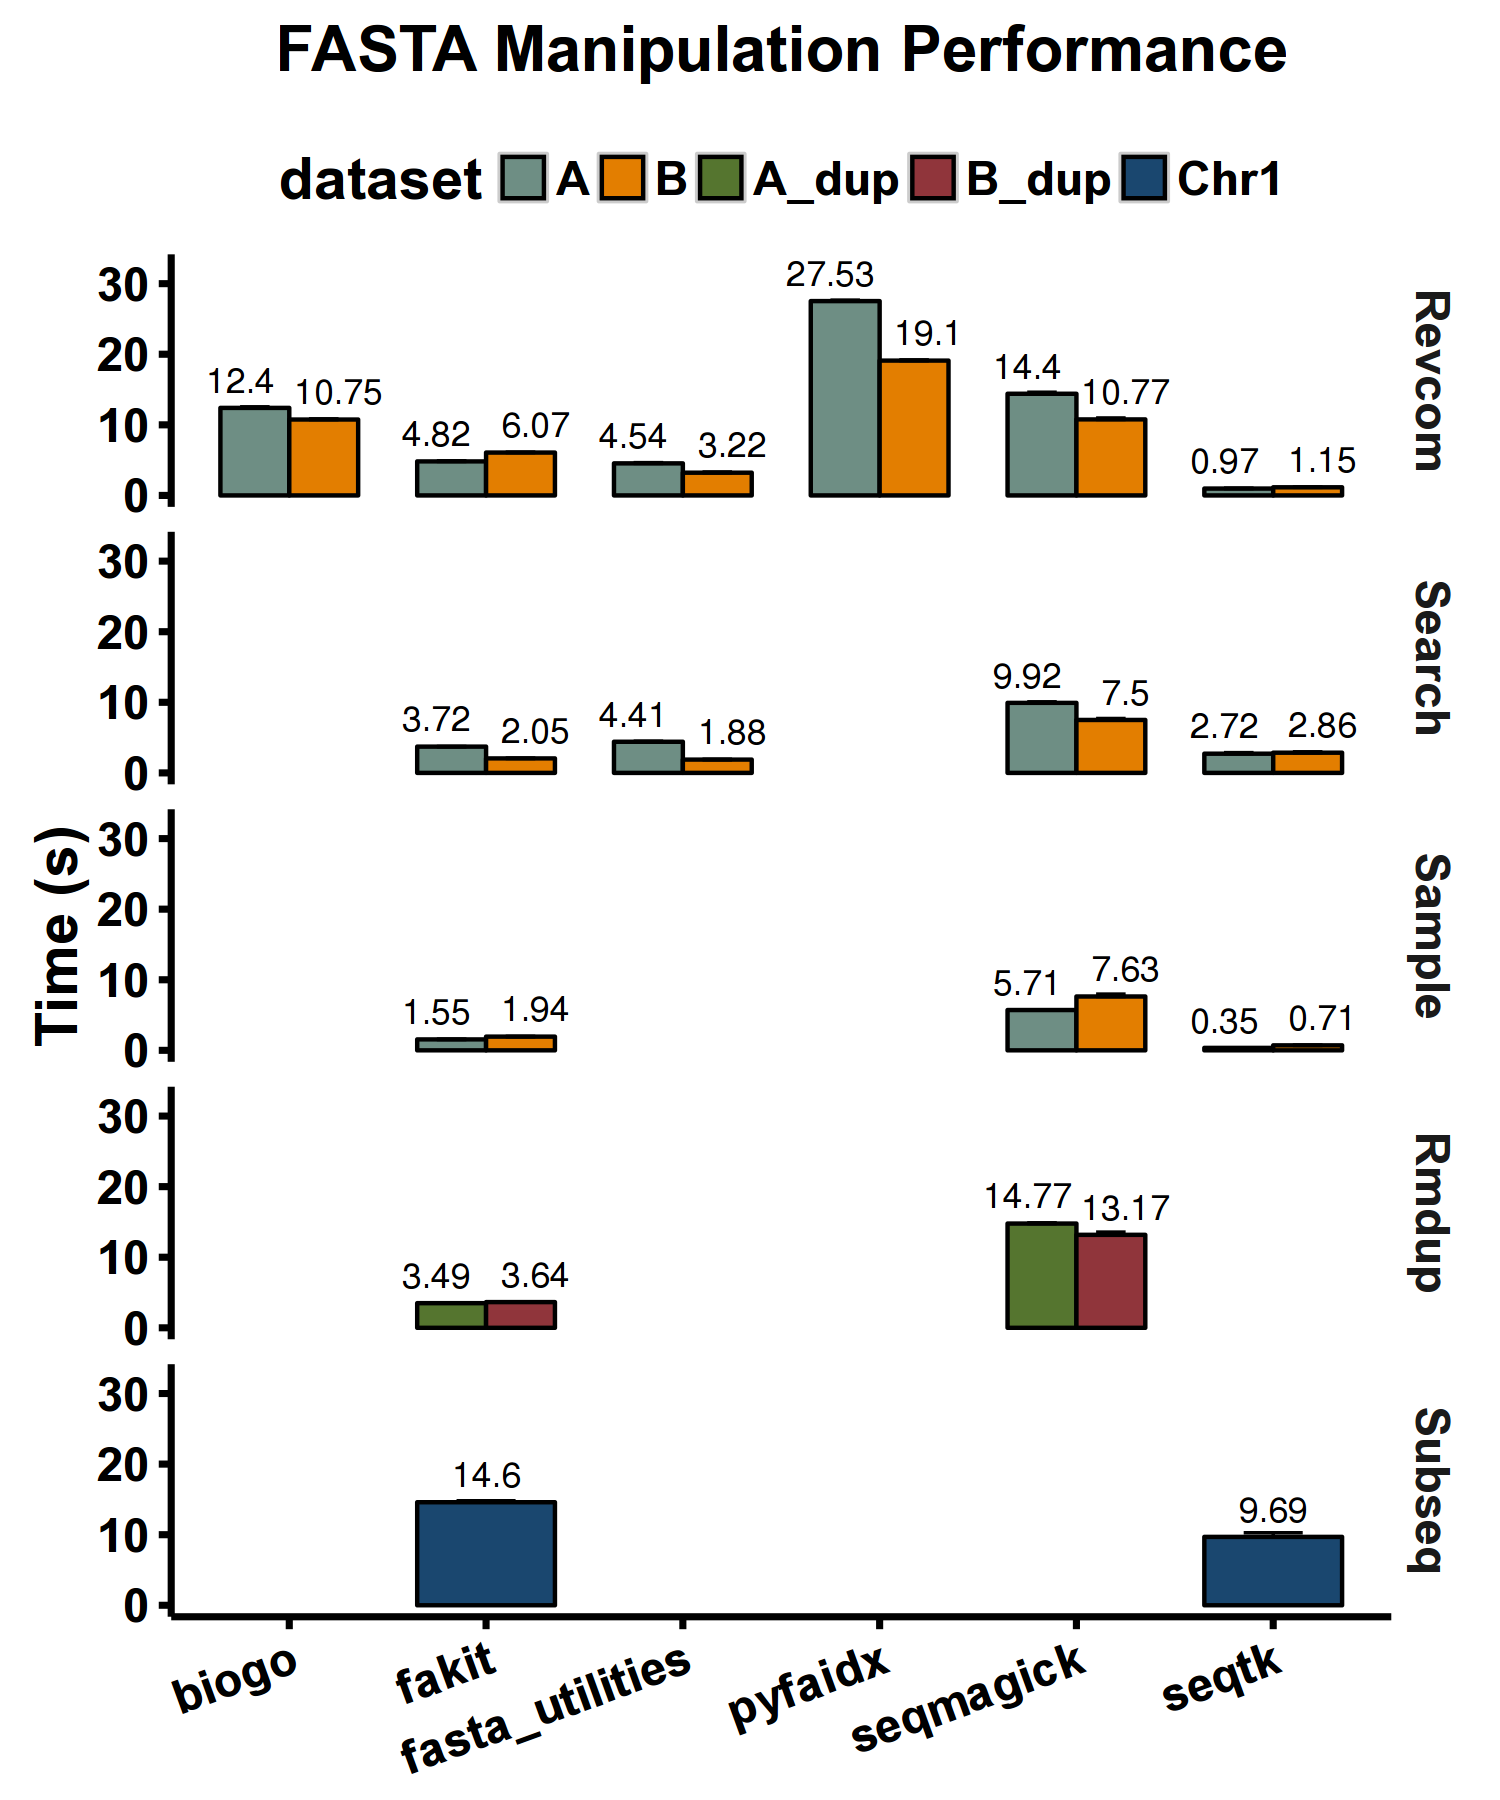 FASTA Manipulation Performance
dataset A B A_dup B_dup Chr1
Time (s)
30
20
10
0
12.4 10.75 4.82 6.07 4.54 3.22 27.53 19.1 14.4 10.77 0.97 1.15
Revcom
30
20
10
0
3.72 2.05 4.41 1.88 9.92 7.5 2.72 2.86
Search
30
20
10
0
1.55 1.94 5.71 7.63 0.35 0.71
Sample
30
20
10
0
3.49 3.64 14.77 13.17
Rmdup
30
20
10
0
14.6 9.69
Subseq
biogo fakit fasta_utilities pyfaidx seqmagick seqtk